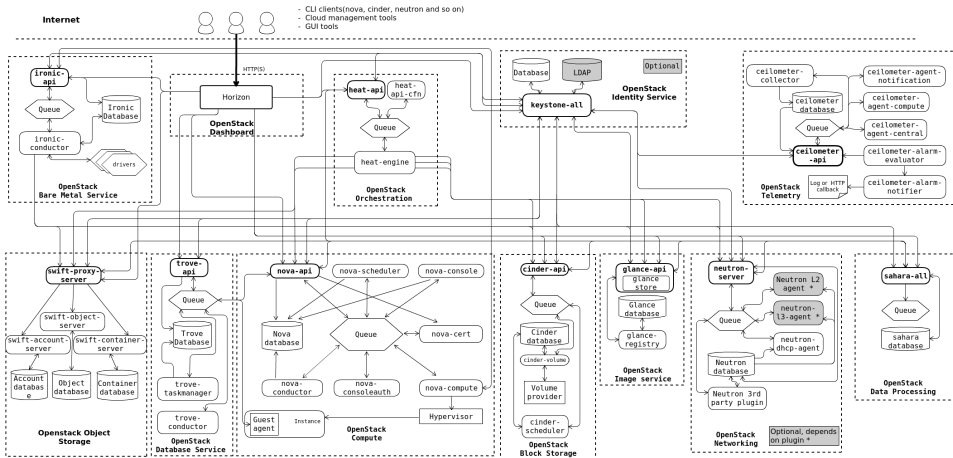 Internet
- CLI clients(nova, cinder, neutron and so on)
- Cloud management tools
- GUI tools
HTTP(S)
ironic-
api
Queue
Ironic
Database
ironic-
conductor
drivers
OpenStack
Bare Metal Service
Horizon
OpenStack
Dashboard
heat-api
heat-
api-cfn
Queue
heat-engine
OpenStack
Orchestration
Database
LDAP
Optional
keystone-all
OpenStack
Identity Service
ceilometer-
collector
ceilometer-agent-
notification
ceilometer
database
ceilometer-
agent-compute
Queue
ceilometer-
agent-central
ceilometer
-api
ceilometer-alarm-
evaluator
Log or HTTP
callback
ceilometer-alarm-
notifier
OpenStack
Telemetry
swift-proxy-
server
swift-object-
server
swift-account-
server
swift-container-
server
Account
databas
e
Object
database
Container
database
Openstack Object
Storage
trove-
api
Queue
Trove
Database
trove-
taskmanager
trove-
conductor
OpenStack
Database Service
nova-api
nova-scheduler
nova-console
Nova
database
Queue
nova-cert
nova-
conductor
nova-
consoleauth
nova-compute
Guest
agent
Instance
Hypervisor
OpenStack
Compute
cinder-api
Queue
Cinder
database
cinder-volume
Volume
provider
cinder-
scheduler
OpenStack
Block Storage
glance-api
glance
store
Glance
database
glance-
registry
OpenStack
Image service
neutron-
server
Neutron L2
agent *
neutron-
l3-agent *
Queue
neutron-
dhcp-agent
Neutron
database
Neutron 3rd
party plugin
OpenStack
Networking
Optional, depends
on plugin *
sahara-all
Queue
sahara
database
OpenStack
Data Processing